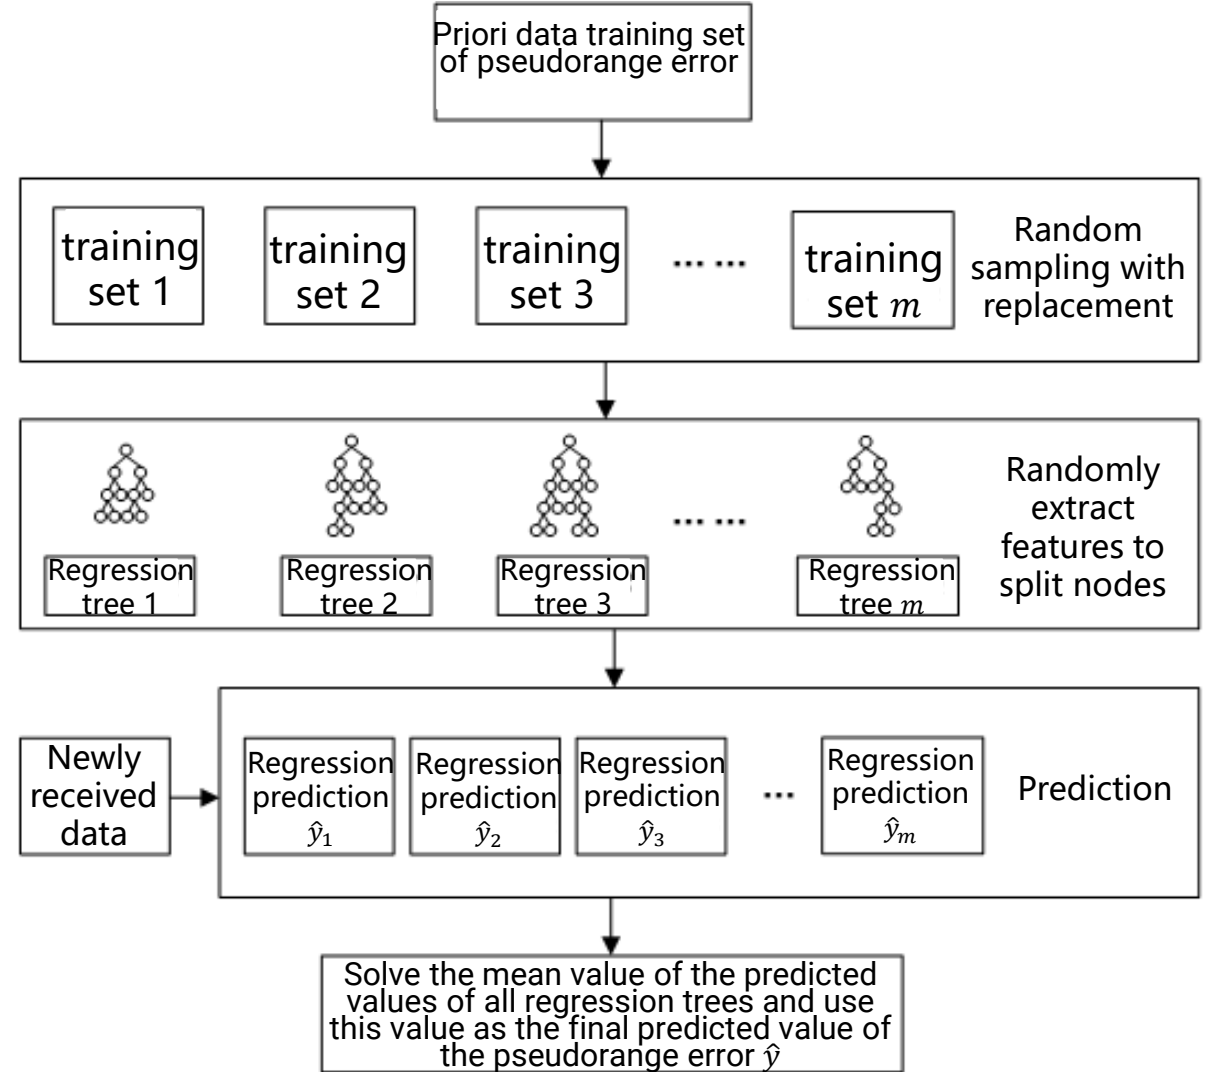 Priori data training set
of pseudorange error
training
set 1
training
set 2
training
set 3
... ...
training
set m
Random
sampling with
replacement
Regression
tree 1
Regression
tree 2
Regression
tree 3
... ...
Regression
tree m
Randomly
extract
features to
split nodes
Newly
received
data
Regression
prediction
ŷ₁
Regression
prediction
ŷ₂
Regression
prediction
ŷ₃
...
Regression
prediction
ŷₘ
Prediction
Solve the mean value of the predicted
values of all regression trees and use
this value as the final predicted value of
the pseudorange error ŷ